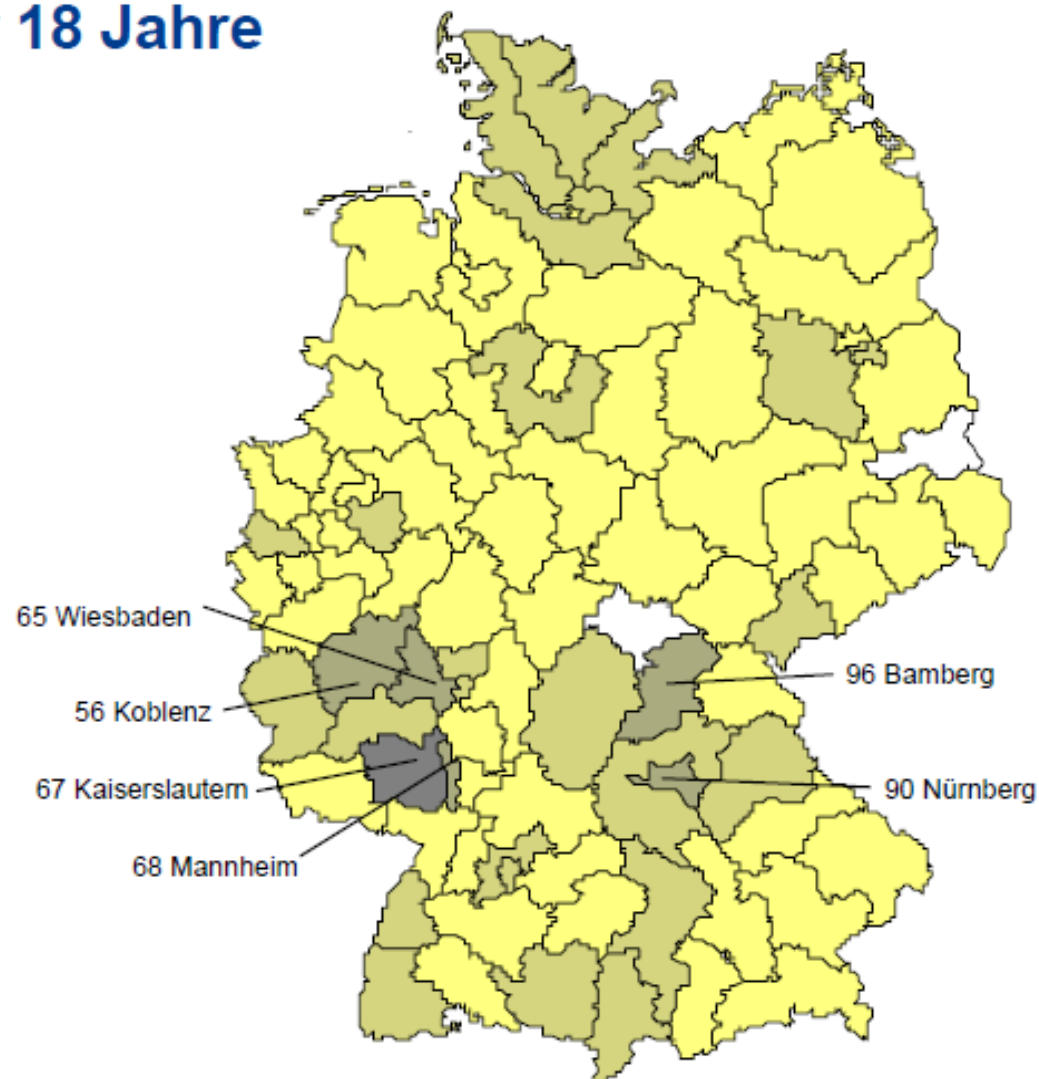 18 Jahre
65 Wiesbaden
56 Koblenz
67 Kaiserslautern
68 Mannheim
96 Bamberg
90 Nürnberg